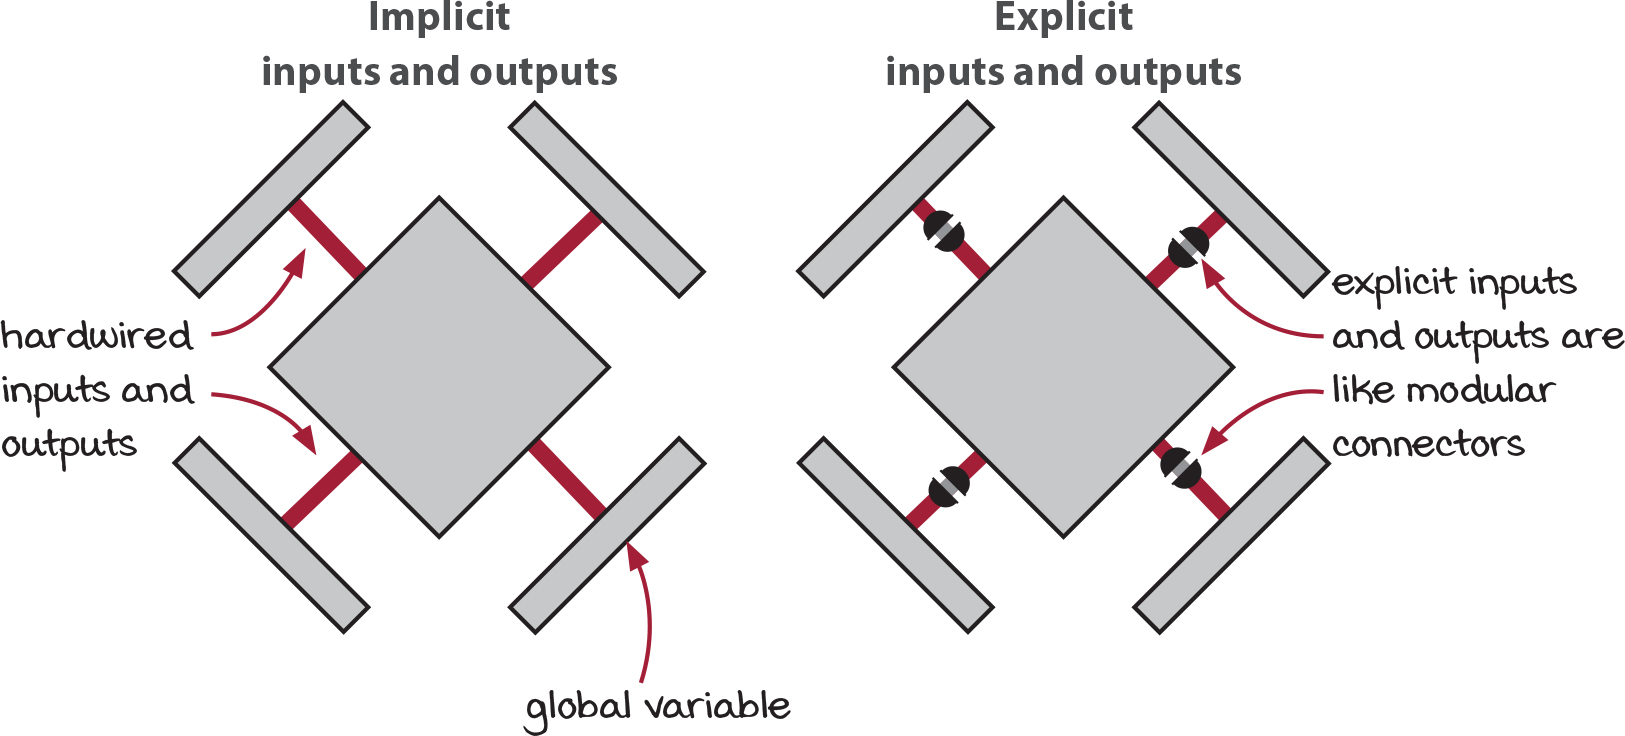 Implicit
inputs and outputs
Explicit
inputs and outputs
hardwired
inputs and
outputs
explicit inputs
and outputs are
like modular
connectors
global variable